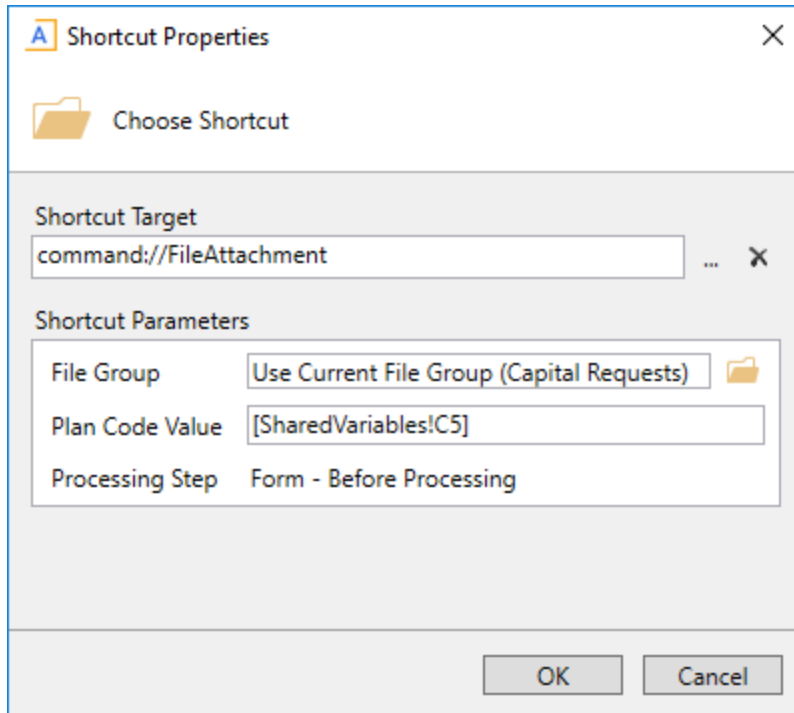 A Shortcut Properties
Choose Shortcut
Shortcut Target
command://FileAttachment
...
Shortcut Parameters
File Group Use Current File Group (Capital Requests)
Plan Code Value [SharedVariables!C5]
Processing Step Form - Before Processing
OK Cancel